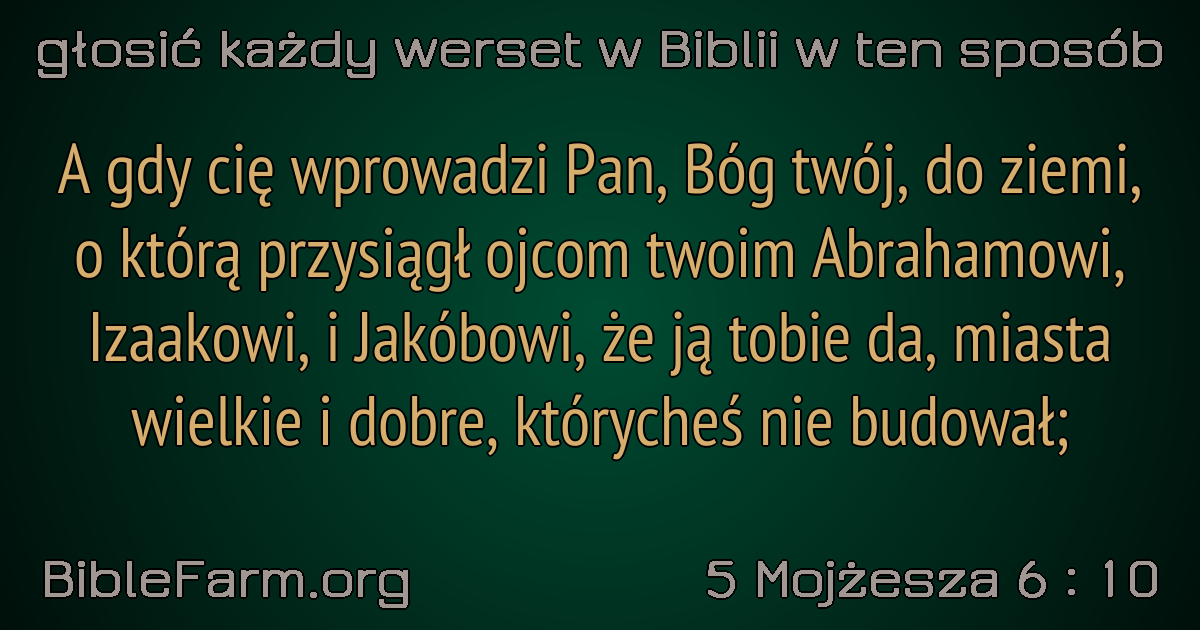 głosić każdy werset w Biblii w ten sposób
A gdy cię wprowadzi Pan, Bóg twój, do ziemi,
o którą przysiągł ojcom twoim Abrahamowi,
Izaakowi, i Jakóbowi, że ją tobie da, miasta
wielkie i dobre, którycheś nie budował;
BibleFarm.org
5 Mojżesza 6 : 10